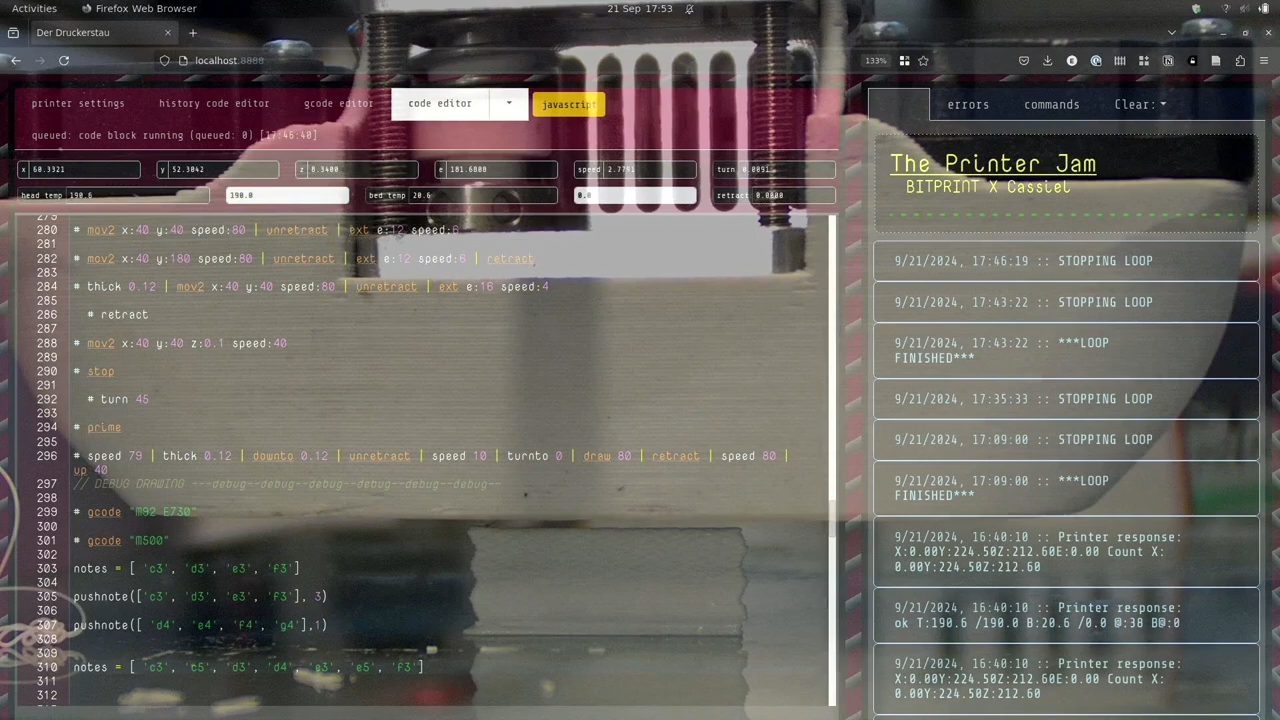 Activities
Firefox Web Browser
21 Sep 17:53
Der Druckerstau
localhost:8888
133%
printer settings
history code editor
gcode editor
code editor
javascript
queued: code block running (queued: 0) [17:46:40]
x 60.3321
y 52.3042
z 8.3400
e 181.6088
speed 2.7781
turn 0.0091
head temp 190.6
190.0
bed temp 20.6
0.0
retract 0.0000
279
280 # mov2 x:40 y:40 speed:80 | unretract | ext e:12 speed:6
281
282 # mov2 x:40 y:180 speed:80 | unretract | ext e:12 speed:6 | retract
283
284 # thick 0.12 | mov2 x:40 y:40 speed:80 | unretract | ext e:16 speed:4
285
286 # retract
287
288 # mov2 x:40 y:40 z:0.1 speed:40
289
290 # stop
291
292 # turn 45
293
294 # prime
295
296 # speed 79 | thick 0.12 | downto 0.12 | unretract | speed 10 | turnto 0 | draw 80 | retract | speed 80 |
up 40
297 // DEBUG DRAWING ---debug--debug--debug--debug--debug--debug--
298
299 # gcode "M92 E730"
300
301 # gcode "M500"
302
303 notes = [ 'c3', 'd3', 'e3', 'f3']
304
305 pushnote(['c3', 'd3', 'e3', 'f3'], 3)
306
307 pushnote([ 'd4', 'e4', 'f4', 'g4'],1)
308
309
310 notes = [ 'c3', 'c5', 'd3', 'd4', 'e3', 'e5', 'f3']
311
312
errors
commands
Clear:
The Printer Jam
BITPRINT X Cassiel
9/21/2024, 17:46:19 :: STOPPING LOOP
9/21/2024, 17:43:22 :: STOPPING LOOP
9/21/2024, 17:43:22 :: ***LOOP
FINISHED***
9/21/2024, 17:35:33 :: STOPPING LOOP
9/21/2024, 17:09:00 :: STOPPING LOOP
9/21/2024, 17:09:00 :: ***LOOP
FINISHED***
9/21/2024, 16:40:10 :: Printer response:
X:0.00Y:224.50Z:212.60E:0.00 Count X:
0.00Y:224.50Z:212.60
9/21/2024, 16:40:10 :: Printer response:
ok T:190.6 /190.0 B:20.6 /0.0 @:38 B@:0
9/21/2024, 16:40:10 :: Printer response:
X:0.00Y:224.50Z:212.60E:0.00 Count X:
0.00Y:224.50Z:212.60